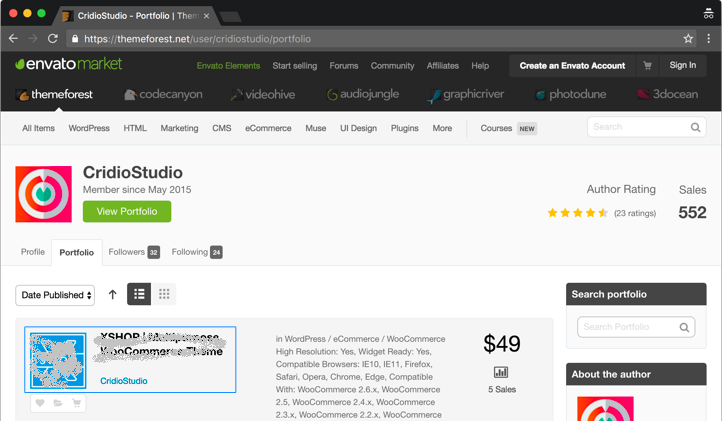 CridioStudio - Portfolio | Them
https://themeforest.net/user/cridiostudio/portfolio
envatomarket
Envato Elements Start selling Forums Community Affiliates Help Create an Envato Account Sign In
themeforest codecanyon videohive audiojungle graphicriver photodune 3docean
All Items WordPress HTML Marketing CMS eCommerce Muse UI Design Plugins More Courses NEW Search
CridioStudio
Member since May 2015
View Portfolio
Author Rating Sales
(23 ratings) 552
Profile Portfolio Followers 32 Following 24
Date Published
Search portfolio
Search Portfolio
XSHOP | Multipurpose
WooCommerce Theme
CridioStudio
in WordPress / eCommerce / WooCommerce
High Resolution: Yes, Widget Ready: Yes,
Compatible Browsers: IE10, IE11, Firefox,
Safari, Opera, Chrome, Edge, Compatible
With: WooCommerce 2.6.x, WooCommerce
2.5, WooCommerce 2.4.x, WooCommerce
2.3.x, WooCommerce 2.2.x, WooCommerce
$49
5 Sales
About the author